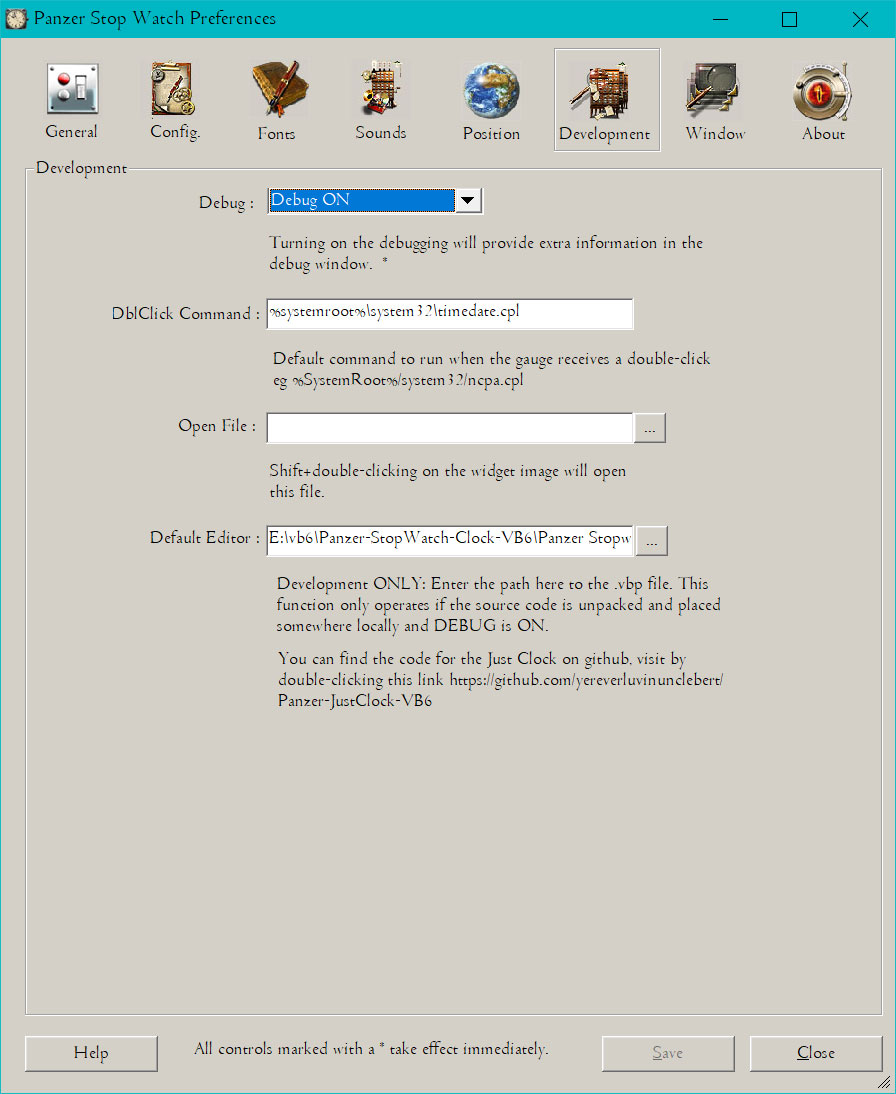 Panzer Stop Watch Preferences
General
Config.
Fonts
Sounds
Position
Development
Window
About
Development
Debug :
Debug ON
Turning on the debugging will provide extra information in the
debug window. *
DblClick Command :
%systemroot%\system32\timedate.cpl
Default command to run when the gauge receives a double-click
eg %SystemRoot%/system32/ncpa.cpl
Open File :
...
Shift+double-clicking on the widget image will open
this file.
Default Editor :
E:\vb6\Panzer-StopWatch-Clock-VB6\Panzer Stopw
...
Development ONLY: Enter the path here to the .vbp file. This
function only operates if the source code is unpacked and placed
somewhere locally and DEBUG is ON.
You can find the code for the Just Clock on github, visit by
double-clicking this link https://github.com/yereverluvinunclebert/
Panzer-JustClock-VB6
Help
All controls marked with a * take effect immediately.
Save
Close